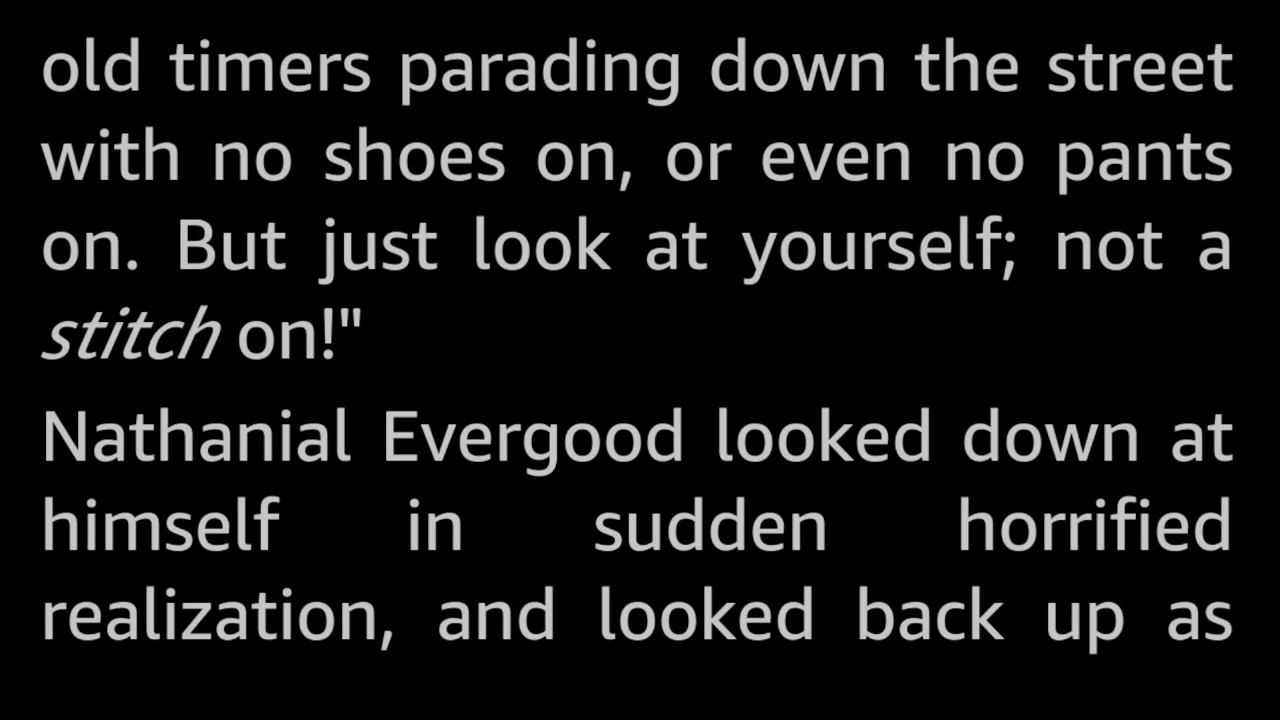 old timers parading down the street
with no shoes on, or even no pants
on. But just look at yourself; not a
stitch on!"
Nathanial Evergood looked down at
himself in sudden horrified
realization, and looked back up as